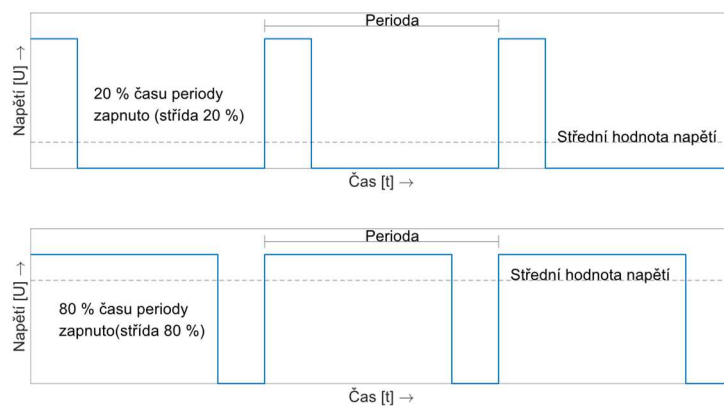 Perioda
Napětí [U] →
20 % času periody
zapnuto (střída 20 %)
Střední hodnota napětí
Čas [t] →
Perioda
Napětí [U] →
Střední hodnota napětí
80 % času periody
zapnuto(střída 80 %)
Čas [t] →